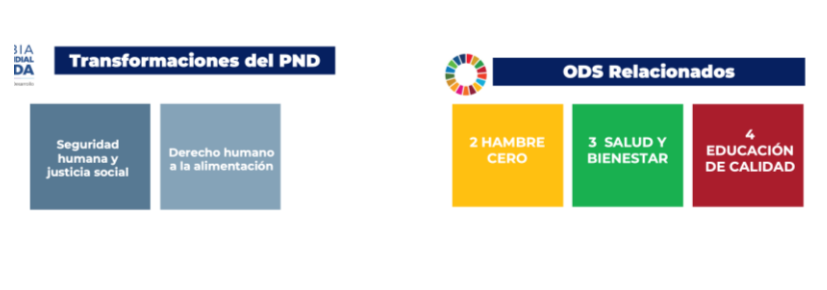 BIA
DIAL
DA
Transformaciones del PND
Seguridad
humana y
justicia social
Derecho humano
a la alimentación
ODS Relacionados
2 HAMBRE
CERO
3 SALUD Y
BIENESTAR
4
EDUCACIÓN
DE CALIDAD